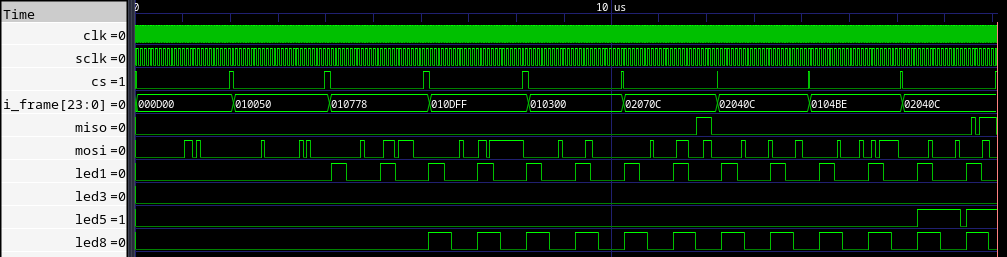 Time
0
10 us
clk=0
sclk=0
cs=1
i_frame[23:0]=0
000D00 010050 010778 010DFF 010300 02070C 02040C 0104BE 02040C
miso=0
mosi=0
led1=0
led3=0
led5=1
led8=0